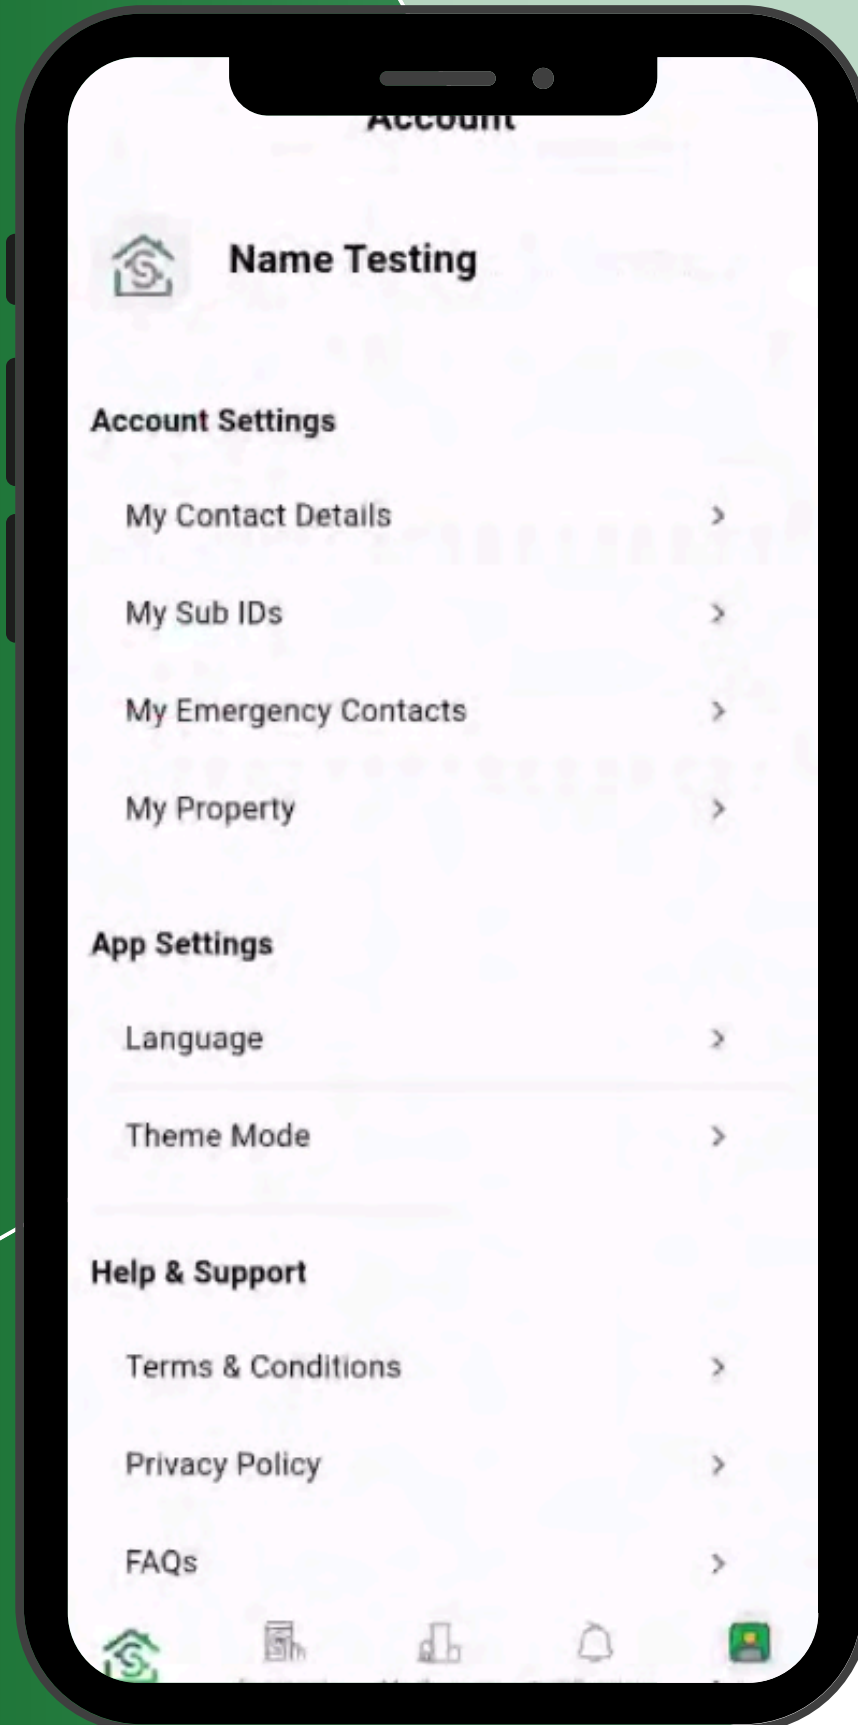 Account
Name Testing
Account Settings
My Contact Details
My Sub IDs
My Emergency Contacts
My Property
App Settings
Language
Theme Mode
Help & Support
Terms & Conditions
Privacy Policy
FAQs